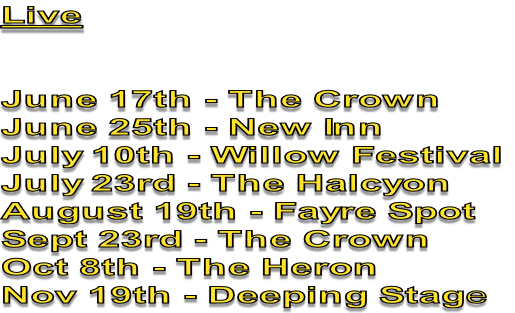 Live
June 17th - The Crown
June 25th - New Inn
July 10th - Willow Festival
July 23rd - The Halcyon
August 19th - Fayre Spot
Sept 23rd - The Crown
Oct 8th - The Heron
Nov 19th - Deeping Stage